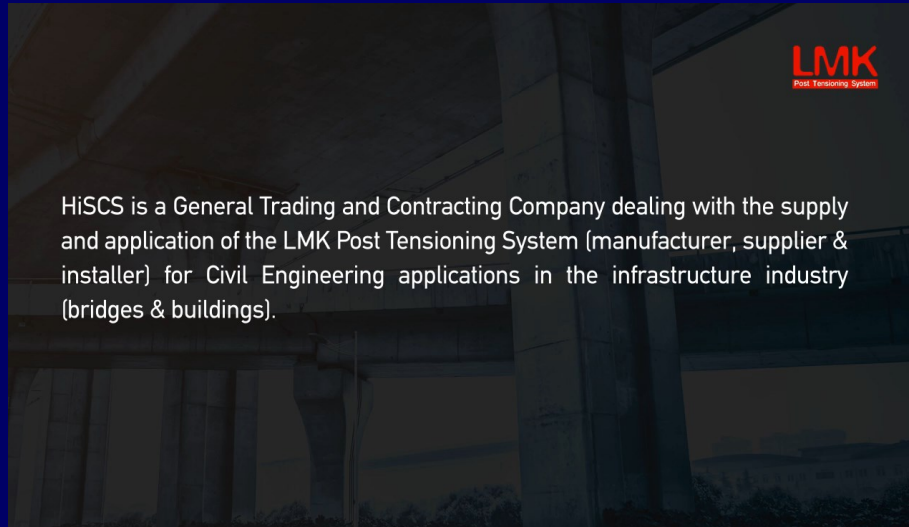 LMK
Post Tensioning System
HiSCS is a General Trading and Contracting Company dealing with the supply
and application of the LMK Post Tensioning System (manufacturer, supplier &
installer) for Civil Engineering applications in the infrastructure industry
(bridges & buildings).